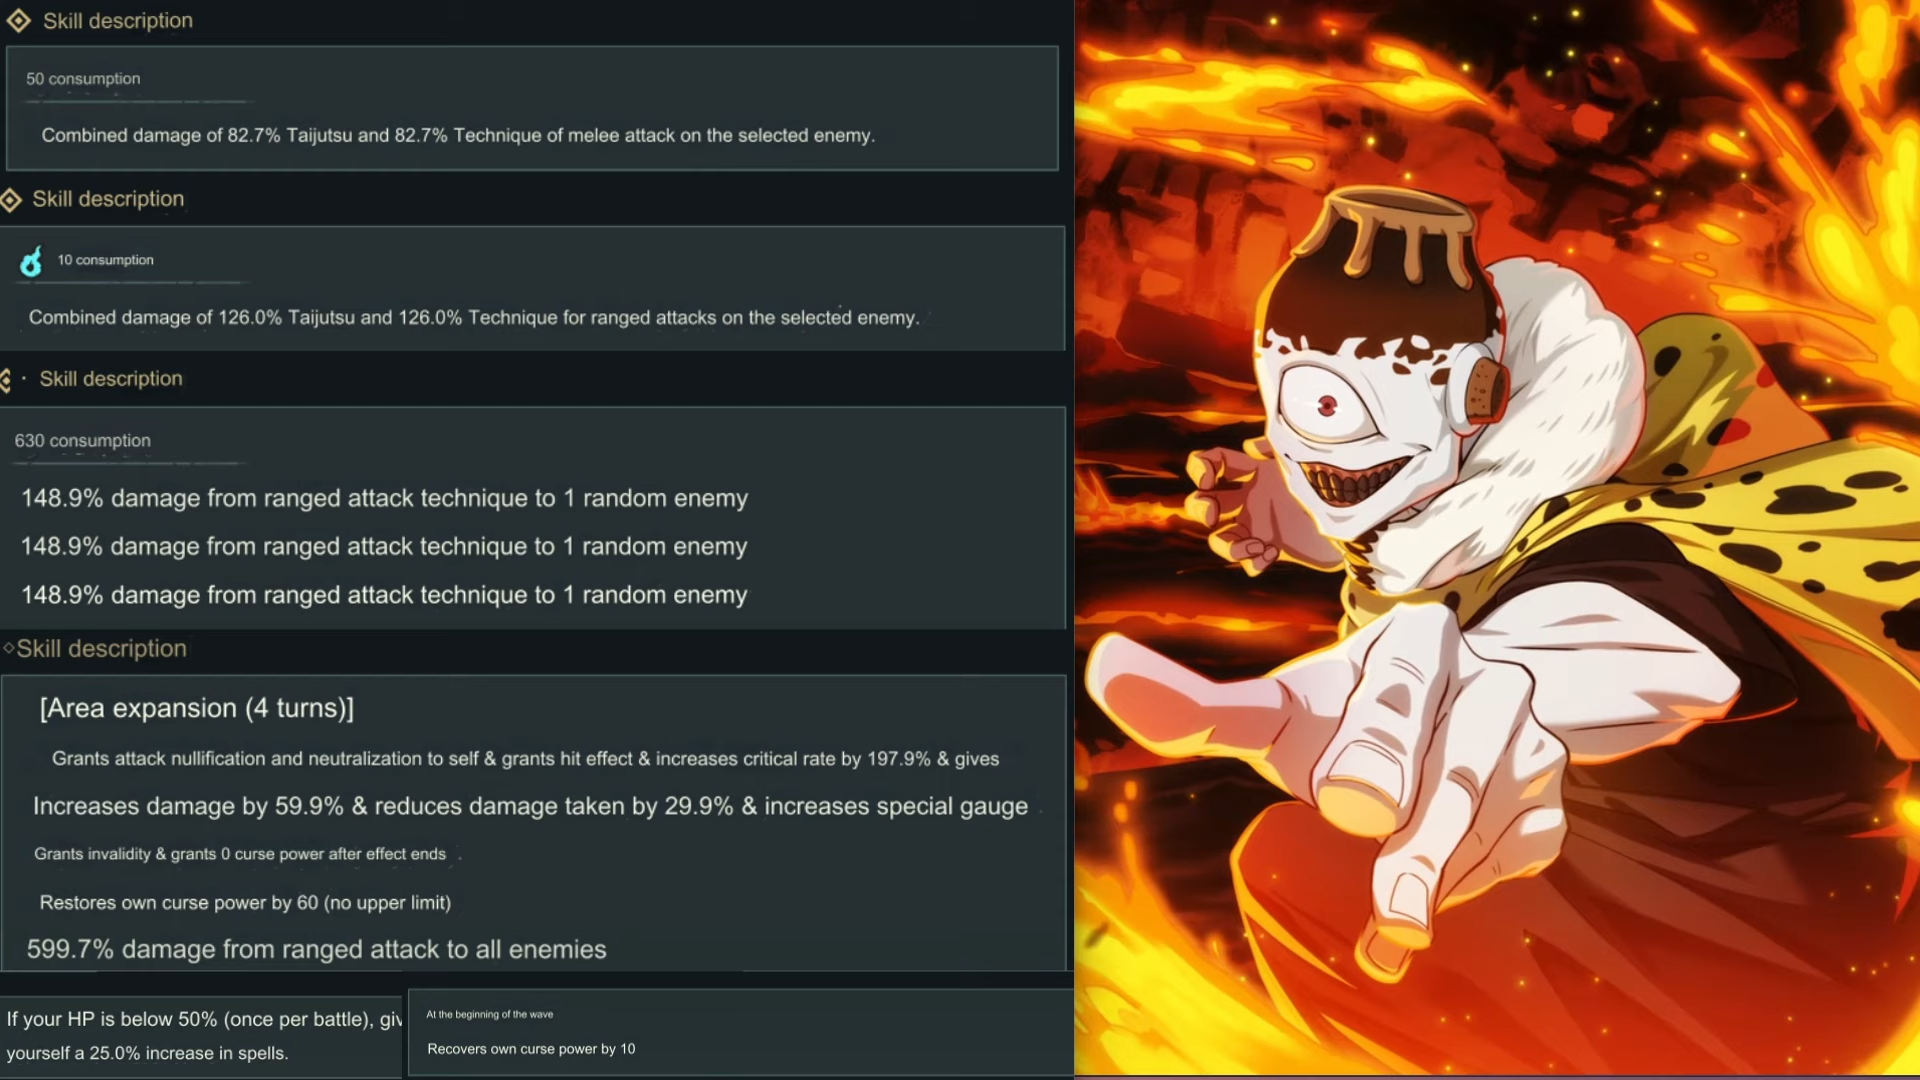 Skill description
50 consumption
Combined damage of 82.7% Taijutsu and 82.7% Technique of melee attack on the selected enemy.
Skill description
10 consumption
Combined damage of 126.0% Taijutsu and 126.0% Technique for ranged attacks on the selected enemy.
Skill description
630 consumption
148.9% damage from ranged attack technique to 1 random enemy
148.9% damage from ranged attack technique to 1 random enemy
148.9% damage from ranged attack technique to 1 random enemy
Skill description
[Area expansion (4 turns)]
Grants attack nullification and neutralization to self & grants hit effect & increases critical rate by 197.9% & gives
Increases damage by 59.9% & reduces damage taken by 29.9% & increases special gauge
Grants invalidity & grants 0 curse power after effect ends
Restores own curse power by 60 (no upper limit)
599.7% damage from ranged attack to all enemies
If your HP is below 50% (once per battle), giv
yourself a 25.0% increase in spells.
At the beginning of the wave
Recovers own curse power by 10